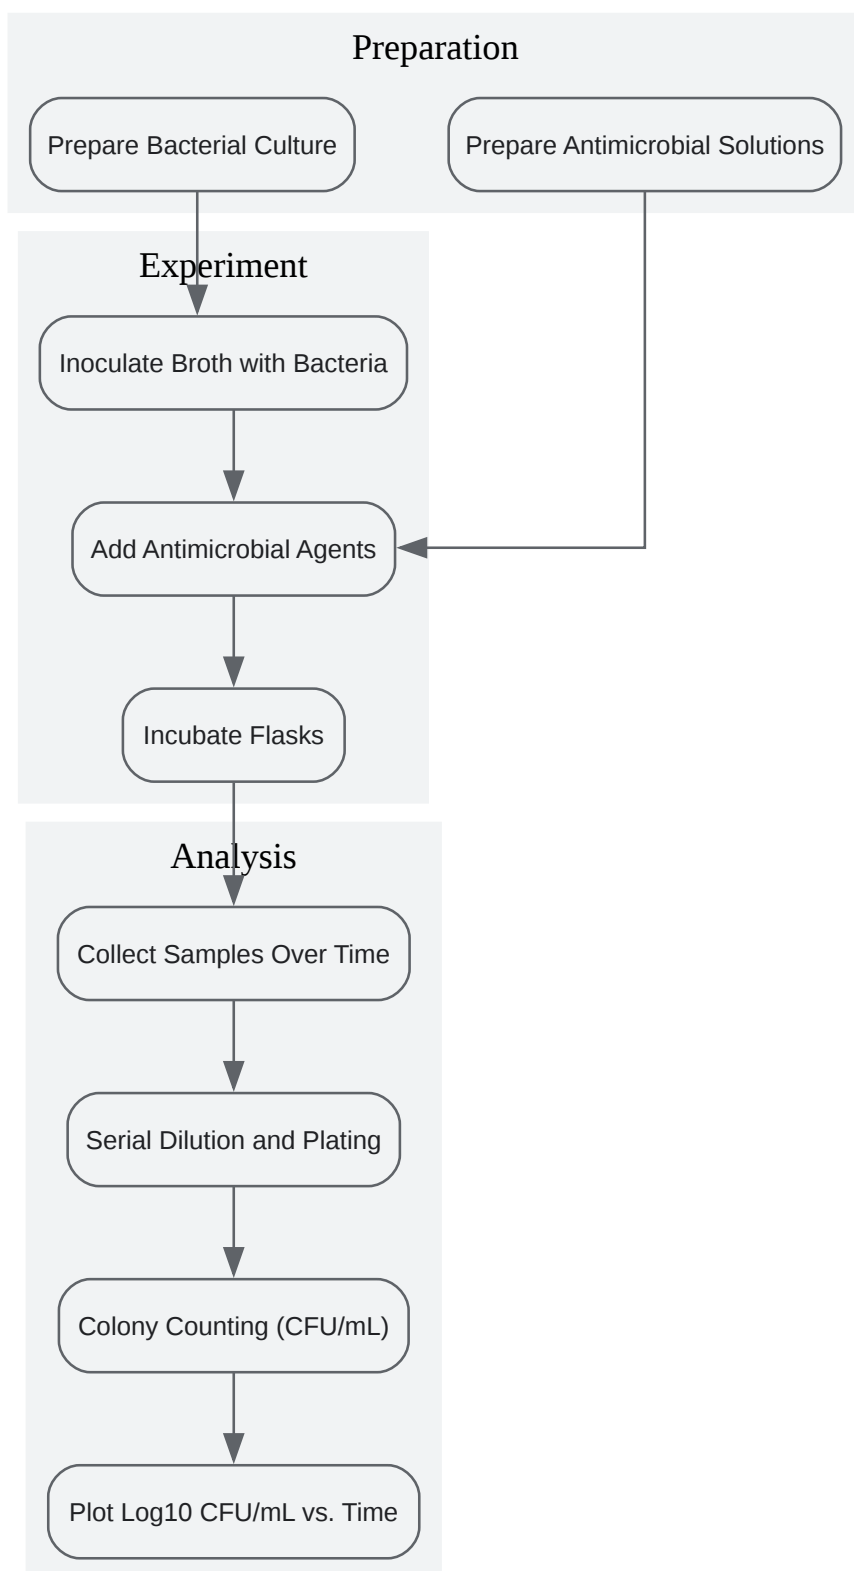 Preparation
Prepare Bacterial Culture
Prepare Antimicrobial Solutions
Experiment
Inoculate Broth with Bacteria
Add Antimicrobial Agents
Incubate Flasks
Analysis
Collect Samples Over Time
Serial Dilution and Plating
Colony Counting (CFU/mL)
Plot Log10 CFU/mL vs. Time